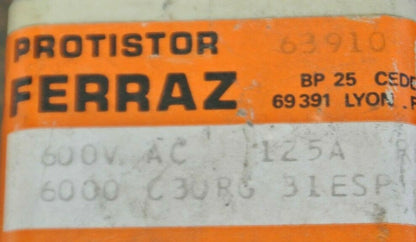 PROTISTOR 63910
FERRAZ BP 25 CEDE
69391 LYON .F
600V. AC 125A R
6000 C30RG 31ESP